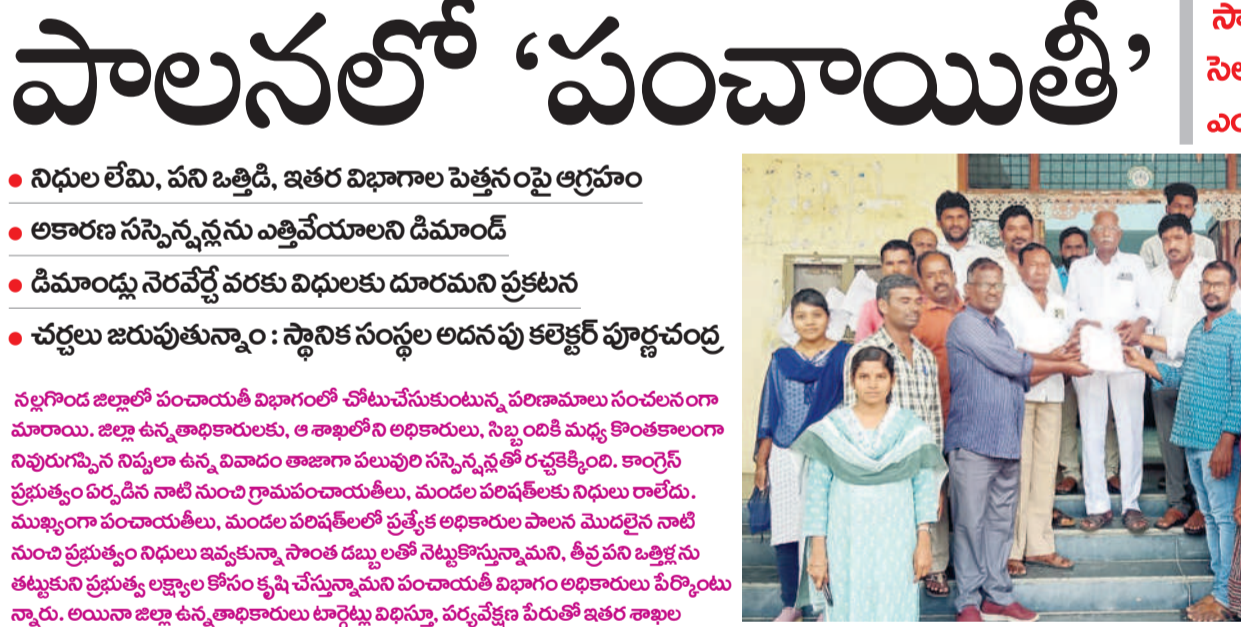 పాలనలో ‘పంచాయితీ’
• నిధుల లేమి, పని ఒత్తిడి, ఇతర విభాగాల పెత్తనంపై ఆగ్రహం
• అకారణ సస్పెన్షన్లను ఎత్తివేయాలని డిమాండ్
• డిమాండ్లు నెరవేర్చే వరకు విధులకు దూరమని ప్రకటన
• చర్చలు జరుపుతున్నాం : స్థానిక సంస్థల అదనపు కలెక్టర్ పూర్ణచంద్ర
నల్లగొండ జిల్లాలో పంచాయతీ విభాగంలో చోటుచేసుకుంటున్న పరిణామాలు సంచలనంగా
మారాయి. జిల్లా ఉన్నతాధికారులకు, ఆ శాఖలోని అధికారులు, సిబ్బందికి మధ్య కొంతకాలంగా
నివురుగప్పిన నిప్పులా ఉన్న వివాదం తాజాగా పలువురి సస్పెన్షన్లతో రచ్చకెక్కింది. కాంగ్రెస్
ప్రభుత్వం ఏర్పడిన నాటి నుంచి గ్రామపంచాయతీలు, మండల పరిషత్‌లకు నిధులు రాలేదు.
ముఖ్యంగా పంచాయతీలు, మండల పరిషత్‌లలో ప్రత్యేక అధికారుల పాలన మొదలైన నాటి
నుంచి ప్రభుత్వం నిధులు ఇవ్వకున్నా సొంత డబ్బులతో నెట్టుకొస్తున్నామని, తీవ్ర పని ఒత్తిళ్లను
తట్టుకుని ప్రభుత్వ లక్ష్యాల కోసం కృషి చేస్తున్నామని పంచాయతీ విభాగం అధికారులు పేర్కొంటు
న్నారు. అయినా జిల్లా ఉన్నతాధికారులు టార్గెట్లు విధిస్తూ, పర్యవేక్షణ పేరుతో ఇతర శాఖల